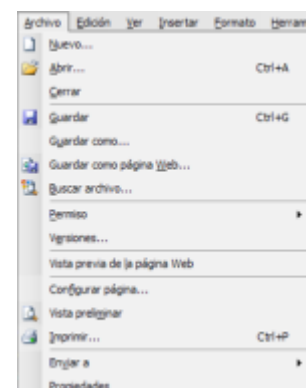 Archivo Edición Ver Insertar Formato Herram
Nuevo...
Abrir... Ctrl+A
Cerrar
Guardar Ctrl+G
Guardar como...
Guardar como página Web...
Buscar archivo...
Permiso
Versiones...
Vista previa de la página Web
Configurar página...
Vista preliminar
Imprimir... Ctrl+P
Enviar a
Propiedades